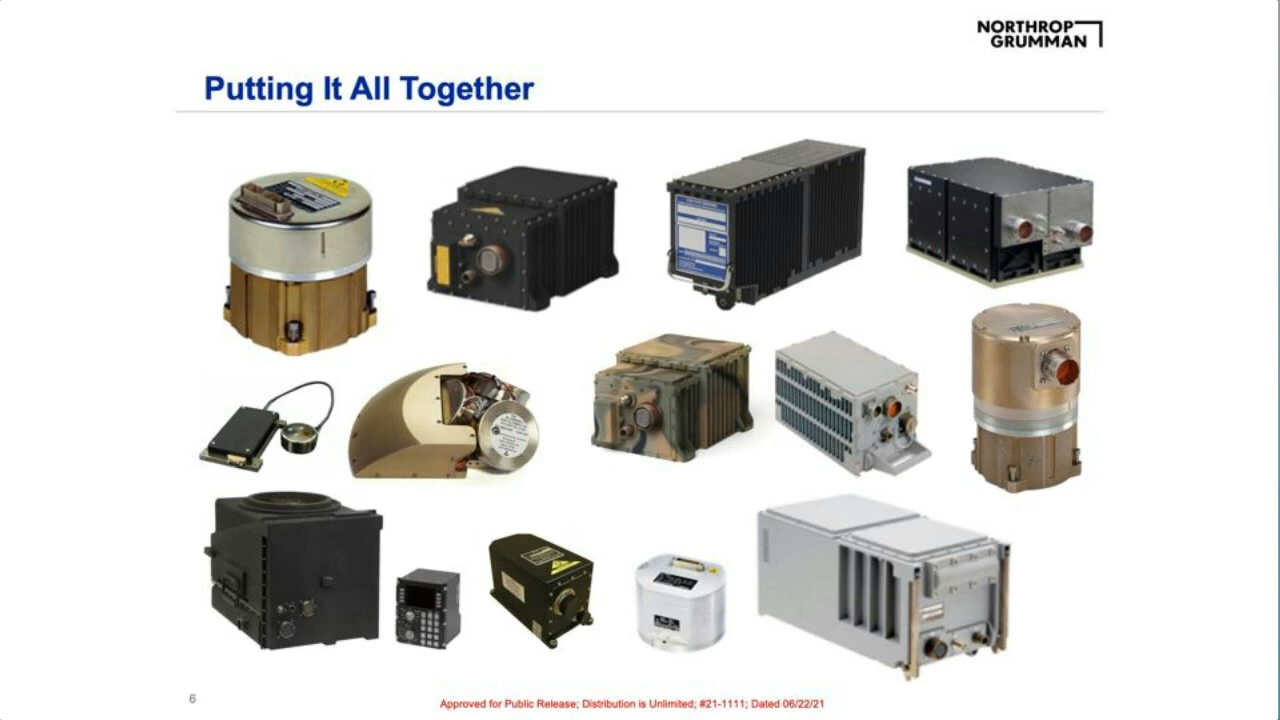 NORTHROP
GRUMMAN
Putting It All Together
6
Approved for Public Release; Distribution is Unlimited; #21-1111; Dated 06/22/21